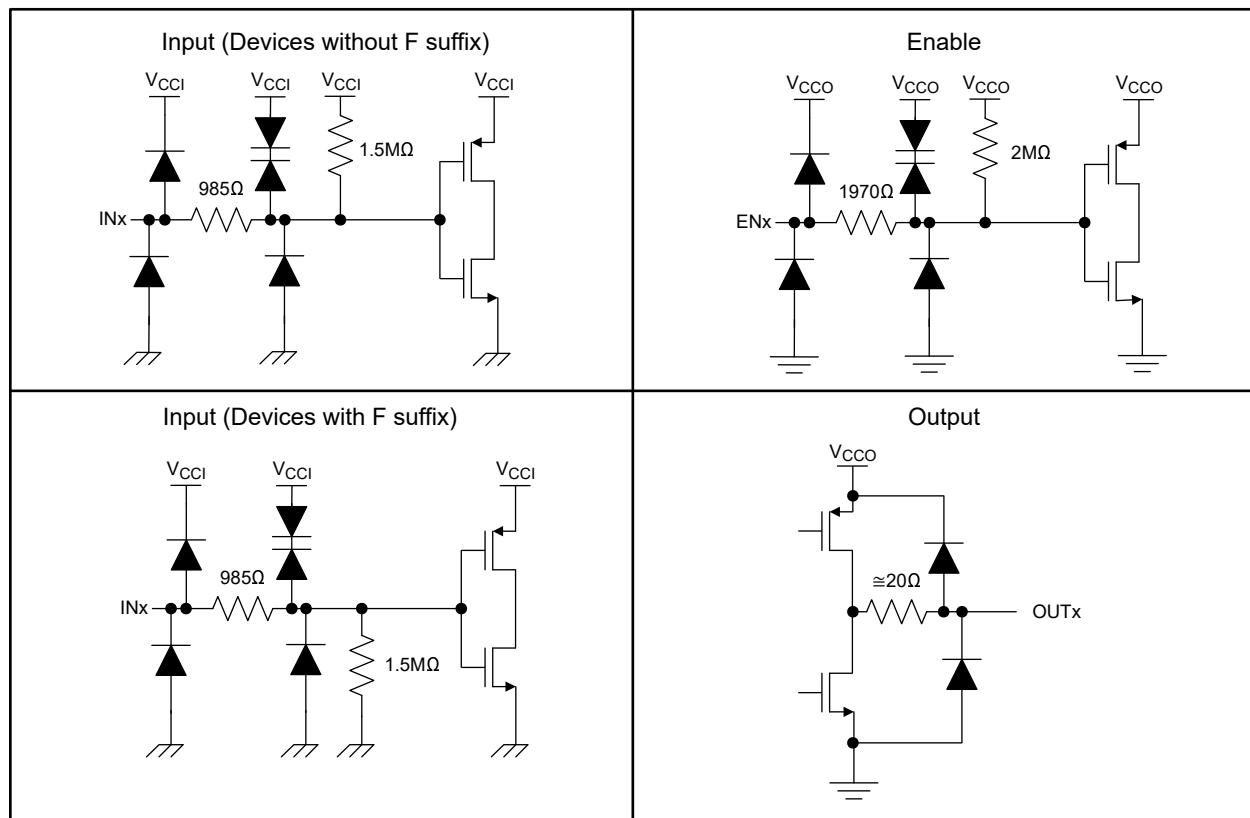 Input (Devices without F suffix)
VCCI VCCI VCCI VCCI
1.5MΩ
985Ω
INx
Enable
VCCO VCCO VCCO VCCO
2MΩ
1970Ω
ENx
Input (Devices with F suffix)
VCCI VCCI VCCI
985Ω
INx
1.5MΩ
Output
VCCO
≅20Ω
OUTx